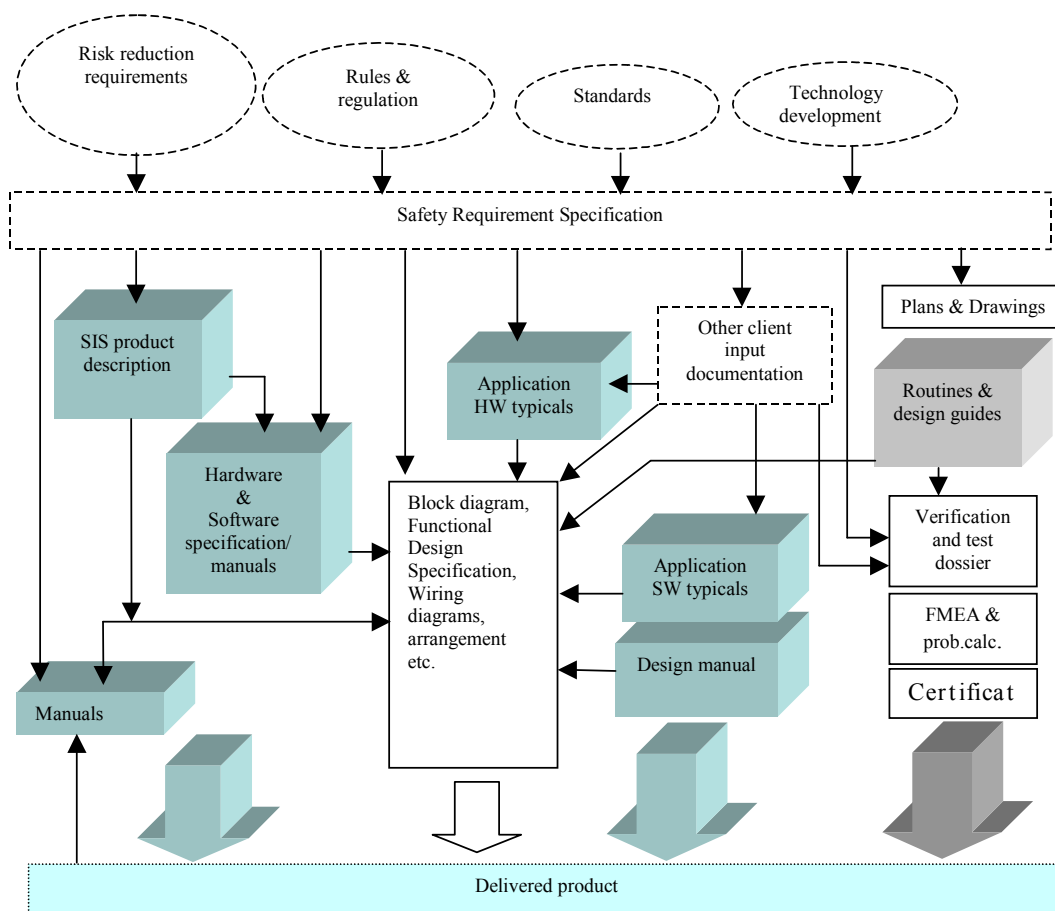 Risk reduction
requirements
Rules &
regulation
Standards
Technology
development
Safety Requirement Specification
SIS product
description
Application
HW typicals
Other client
input
documentation
Plans & Drawings
Routines &
design guides
Hardware
&
Software
specification/
manuals
Block diagram,
Functional
Design
Specification,
Wiring
diagrams,
arrangement
etc.
Application
SW typicals
Design manual
Verification
and test
dossier
FMEA &
prob.calc.
Certificat
Manuals
Delivered product